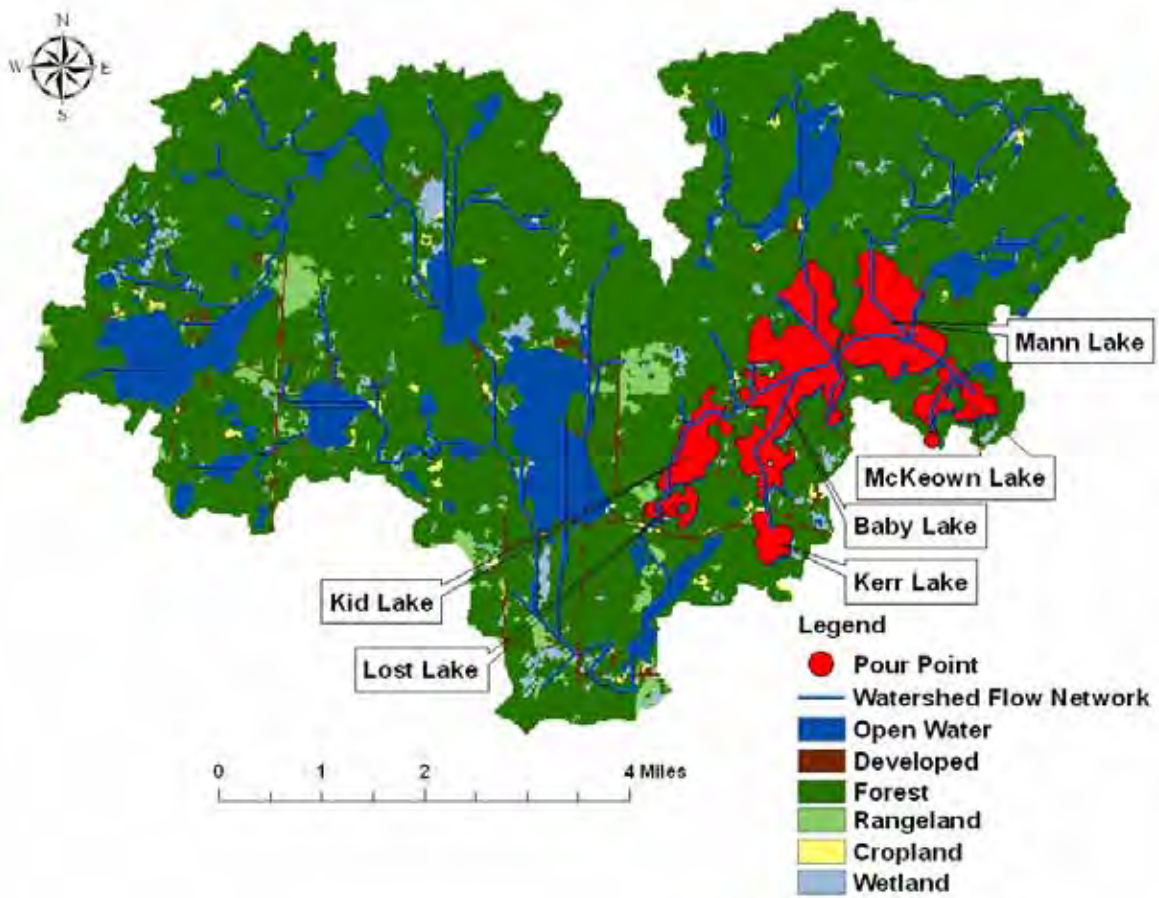 N
W E
S
Mann Lake
McKeown Lake
Baby Lake
Kerr Lake
Kid Lake
Lost Lake
Legend
Pour Point
Watershed Flow Network
Open Water
Developed
Forest
Rangeland
Cropland
Wetland
0 1 2 4 Miles